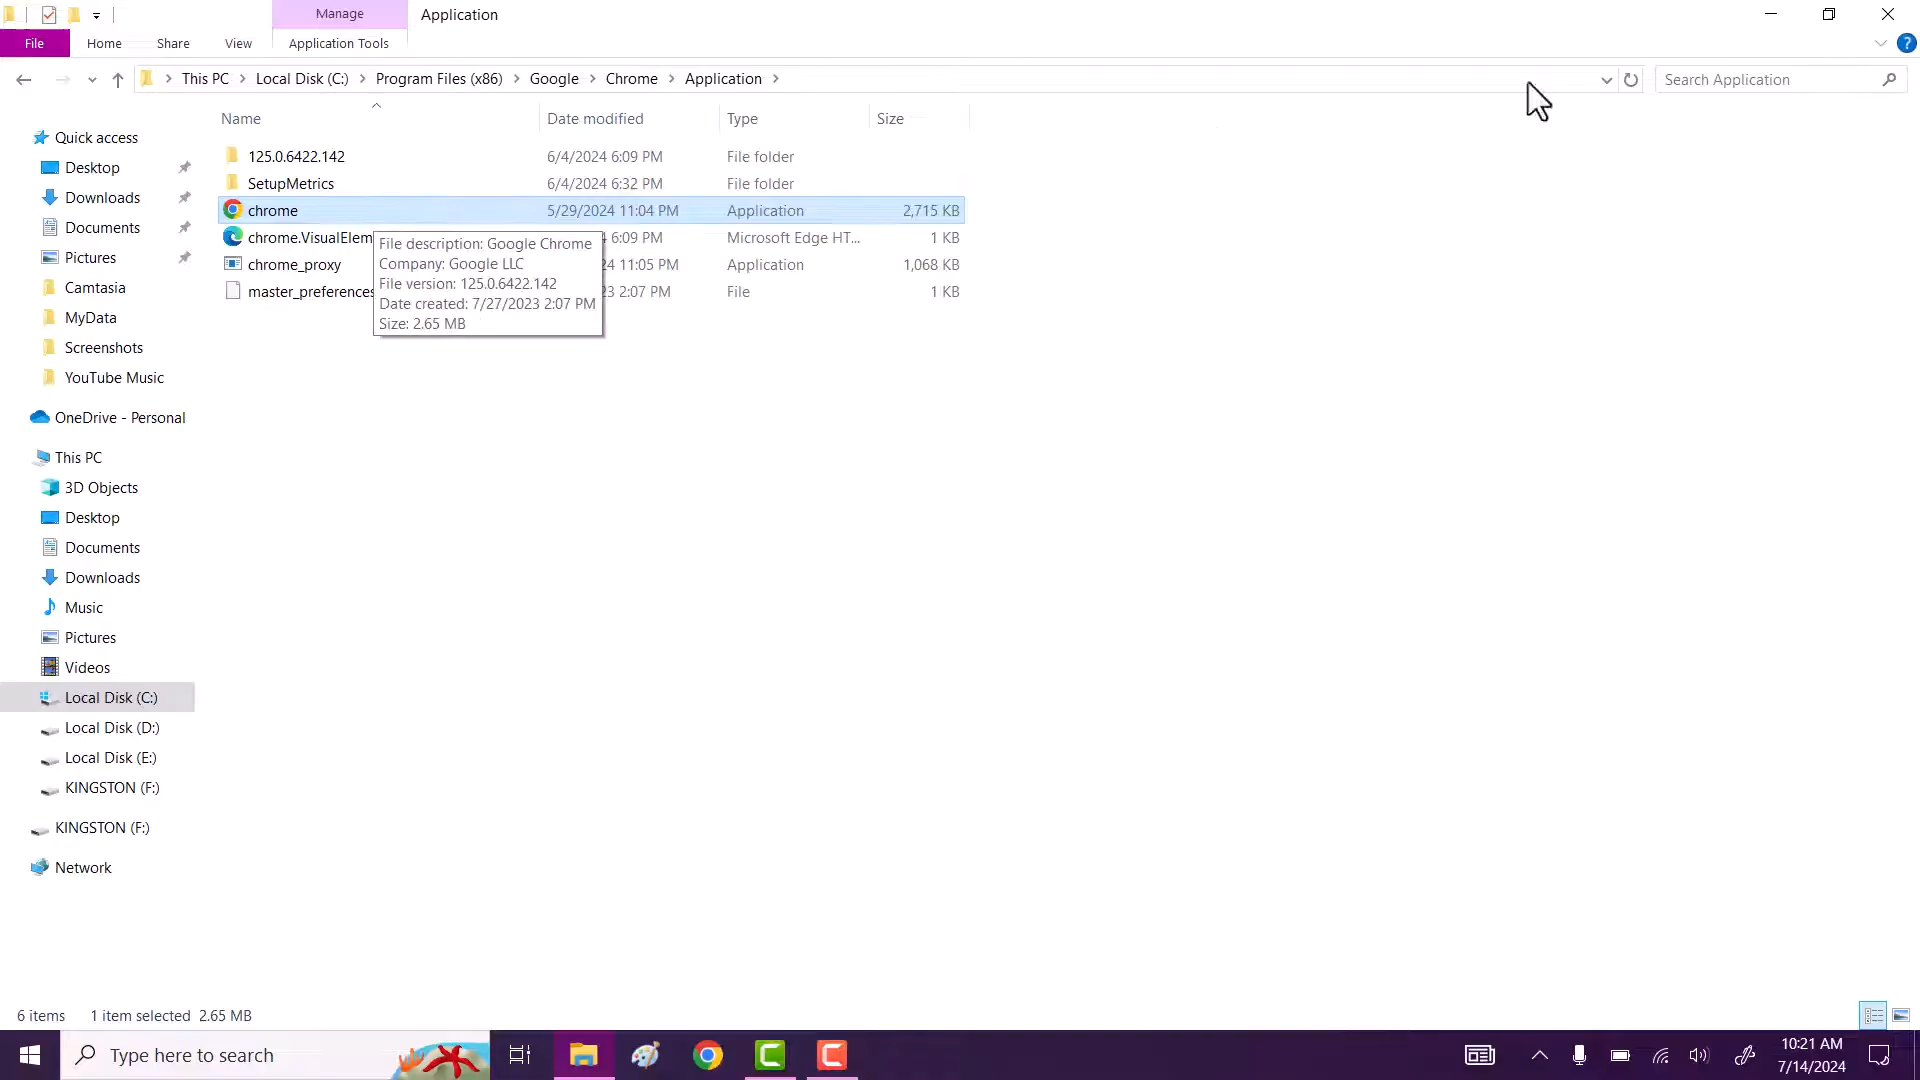 Manage
Application
File
Home
Share
View
Application Tools
This PC
Local Disk (C:)
Program Files (x86)
Google
Chrome
Application
Search Application
Name
Date modified
Type
Size
Quick access
Desktop
Downloads
Documents
Pictures
Camtasia
MyData
Screenshots
YouTube Music
OneDrive - Personal
This PC
3D Objects
Desktop
Documents
Downloads
Music
Pictures
Videos
Local Disk (C:)
Local Disk (D:)
Local Disk (E:)
KINGSTON (F:)
KINGSTON (F:)
Network
125.0.6422.142 6/4/2024 6:09 PM File folder
SetupMetrics 6/4/2024 6:32 PM File folder
chrome 5/29/2024 11:04 PM Application 2,715 KB
chrome.VisualElem 6:09 PM Microsoft Edge HT... 1 KB
chrome_proxy 11:05 PM Application 1,068 KB
master_preferences 2:07 PM File 1 KB
File description: Google Chrome
Company: Google LLC
File version: 125.0.6422.142
Date created: 7/27/2023 2:07 PM
Size: 2.65 MB
6 items 1 item selected 2.65 MB
Type here to search
10:21 AM
7/14/2024